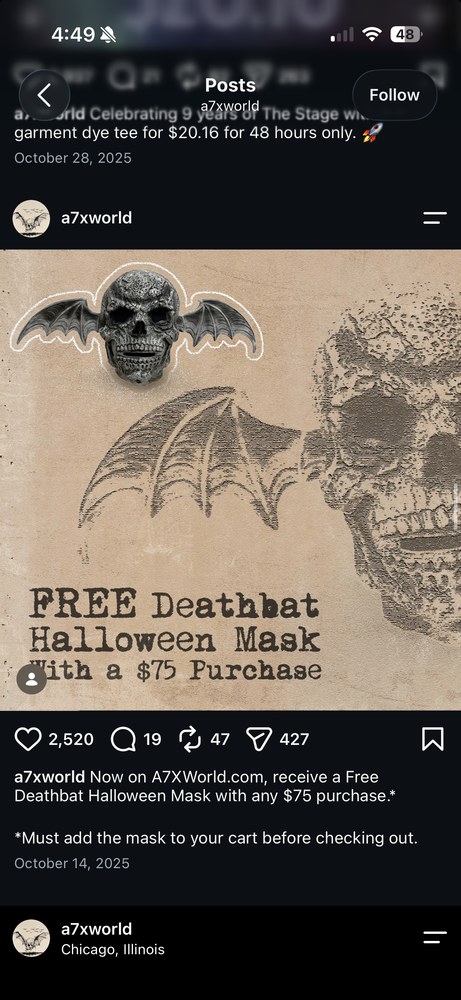 4:49
48
Posts
a7xworld
Follow
21
a7xworld Celebrating 9 years of The Stage
garment dye tee for $20.16 for 48 hours only. 🚀
October 28, 2025
a7xworld
FREE Deathbat
Halloween Mask
With a $75 Purchase
2,520
19
47
427
a7xworld Now on A7XWorld.com, receive a Free
Deathbat Halloween Mask with any $75 purchase.*
*Must add the mask to your cart before checking out.
October 14, 2025
a7xworld
Chicago, Illinois